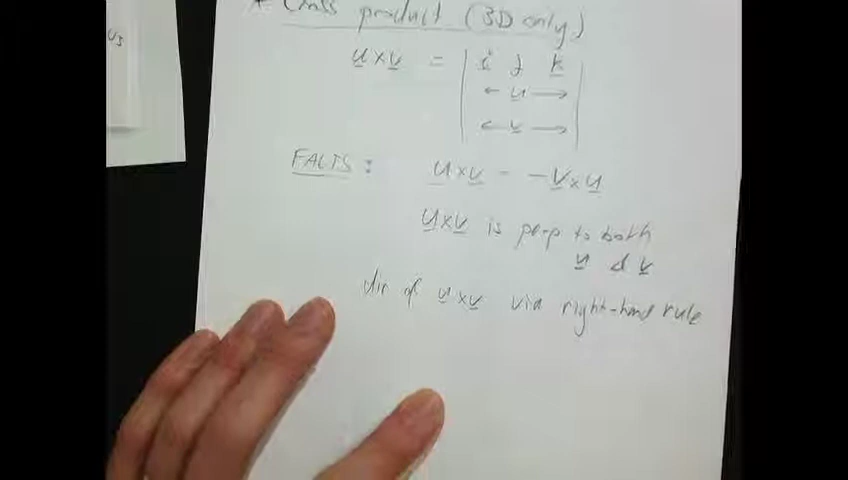 * Cross product (3D only)
u × v = | i j k |
← u →
← v →
FACTS : u × v = - v × u
u × v is perp to both
u & v
dir of u × v via right-hand rule